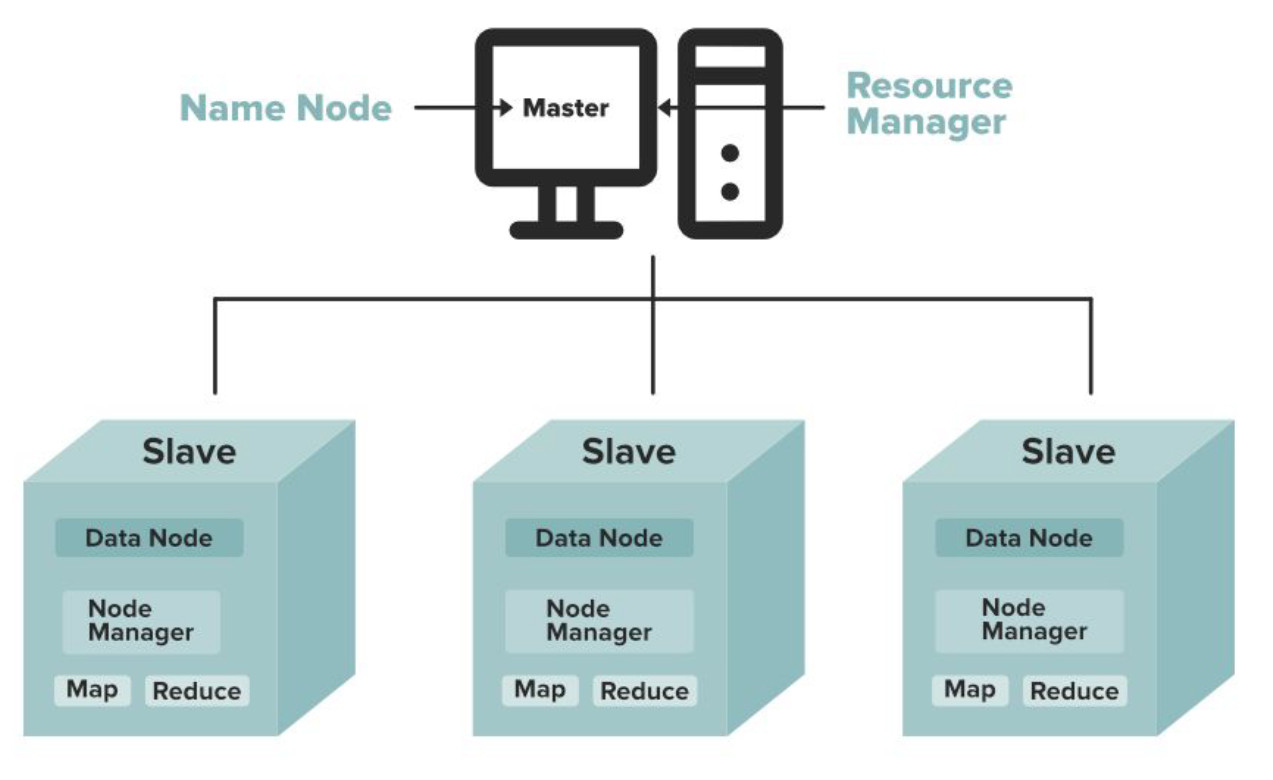 Name Node
Master
Resource
Manager
Slave
Data Node
Node
Manager
Map
Reduce
Slave
Data Node
Node
Manager
Map
Reduce
Slave
Data Node
Node
Manager
Map
Reduce